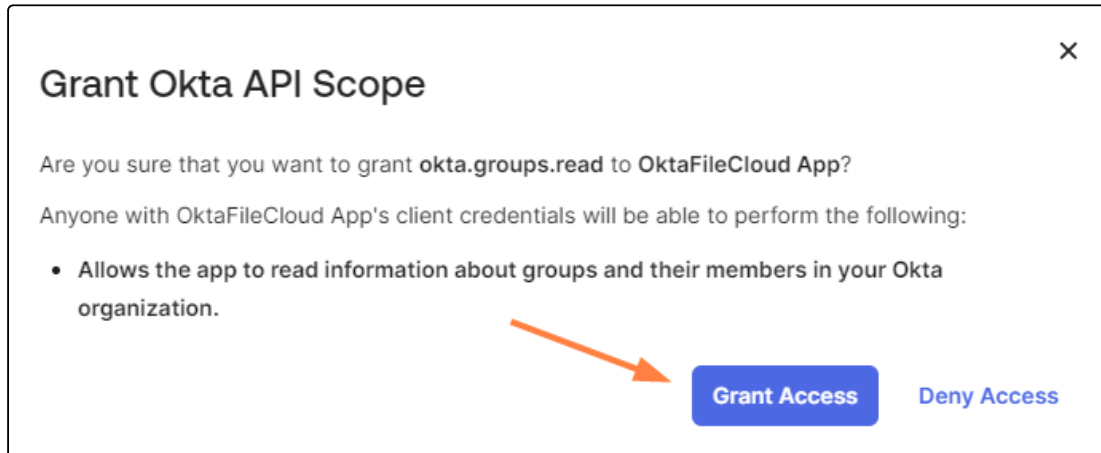 Grant Okta API Scope
Are you sure that you want to grant okta.groups.read to OktaFileCloud App?
Anyone with OktaFileCloud App's client credentials will be able to perform the following:
• Allows the app to read information about groups and their members in your Okta
organization.
Grant Access Deny Access